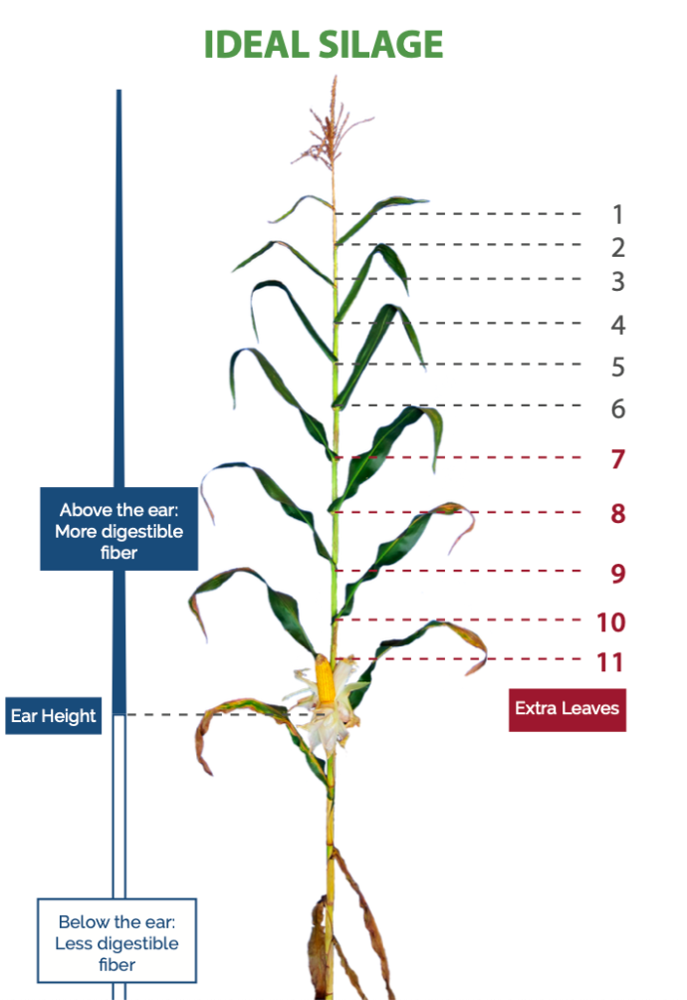 IDEAL SILAGE
1
2
3
4
5
6
7
Above the ear:
More digestible
fiber
8
9
10
11
Ear Height
Extra Leaves
Below the ear:
Less digestible
fiber